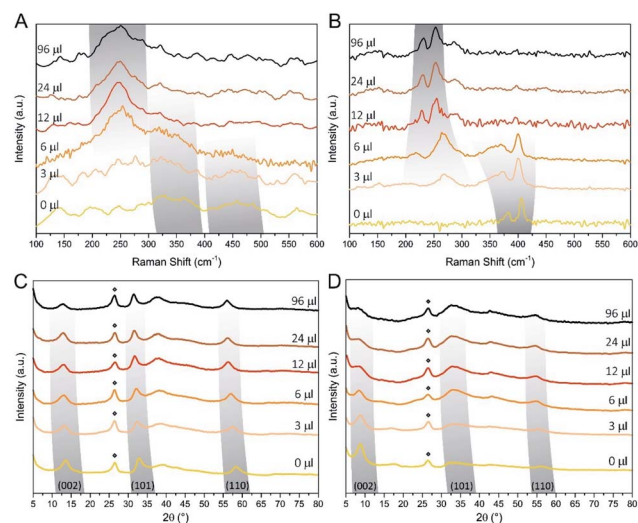 A
96 µl
24 µl
12 µl
6 µl
3 µl
0 µl
Intensity (a.u.)
100 150 200 250 300 350 400 450 500 550 600
Raman Shift (cm⁻¹)
B
96 µl
24 µl
12 µl
6 µl
3 µl
0 µl
Intensity (a.u.)
100 150 200 250 300 350 400 450 500 550 600
Raman Shift (cm⁻¹)
C
96 µl
24 µl
12 µl
6 µl
3 µl
0 µl
(002) (101) (110)
Intensity (a.u.)
5 10 15 20 25 30 35 40 45 50 55 60 65 70 75 80
2θ (°)
D
96 µl
24 µl
12 µl
6 µl
3 µl
0 µl
(002) (101) (110)
Intensity (a.u.)
5 10 15 20 25 30 35 40 45 50 55 60 65 70 75 80
2θ (°)